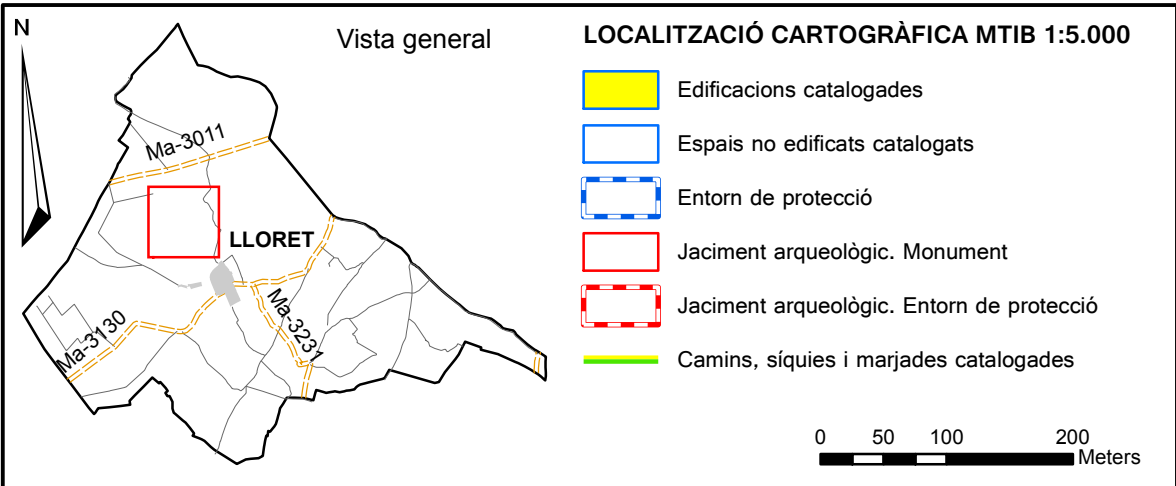 N
Vista general
Ma-3011
LLORET
Ma-3130
Ma-3231
LOCALITZACIÓ CARTOGRÀFICA MTIB 1:5.000
Edificacions catalogades
Espais no edificats catalogats
Entorn de protecció
Jaciment arqueològic. Monument
Jaciment arqueològic. Entorn de protecció
Camins, síquies i marjades catalogades
0 50 100 200
Meters